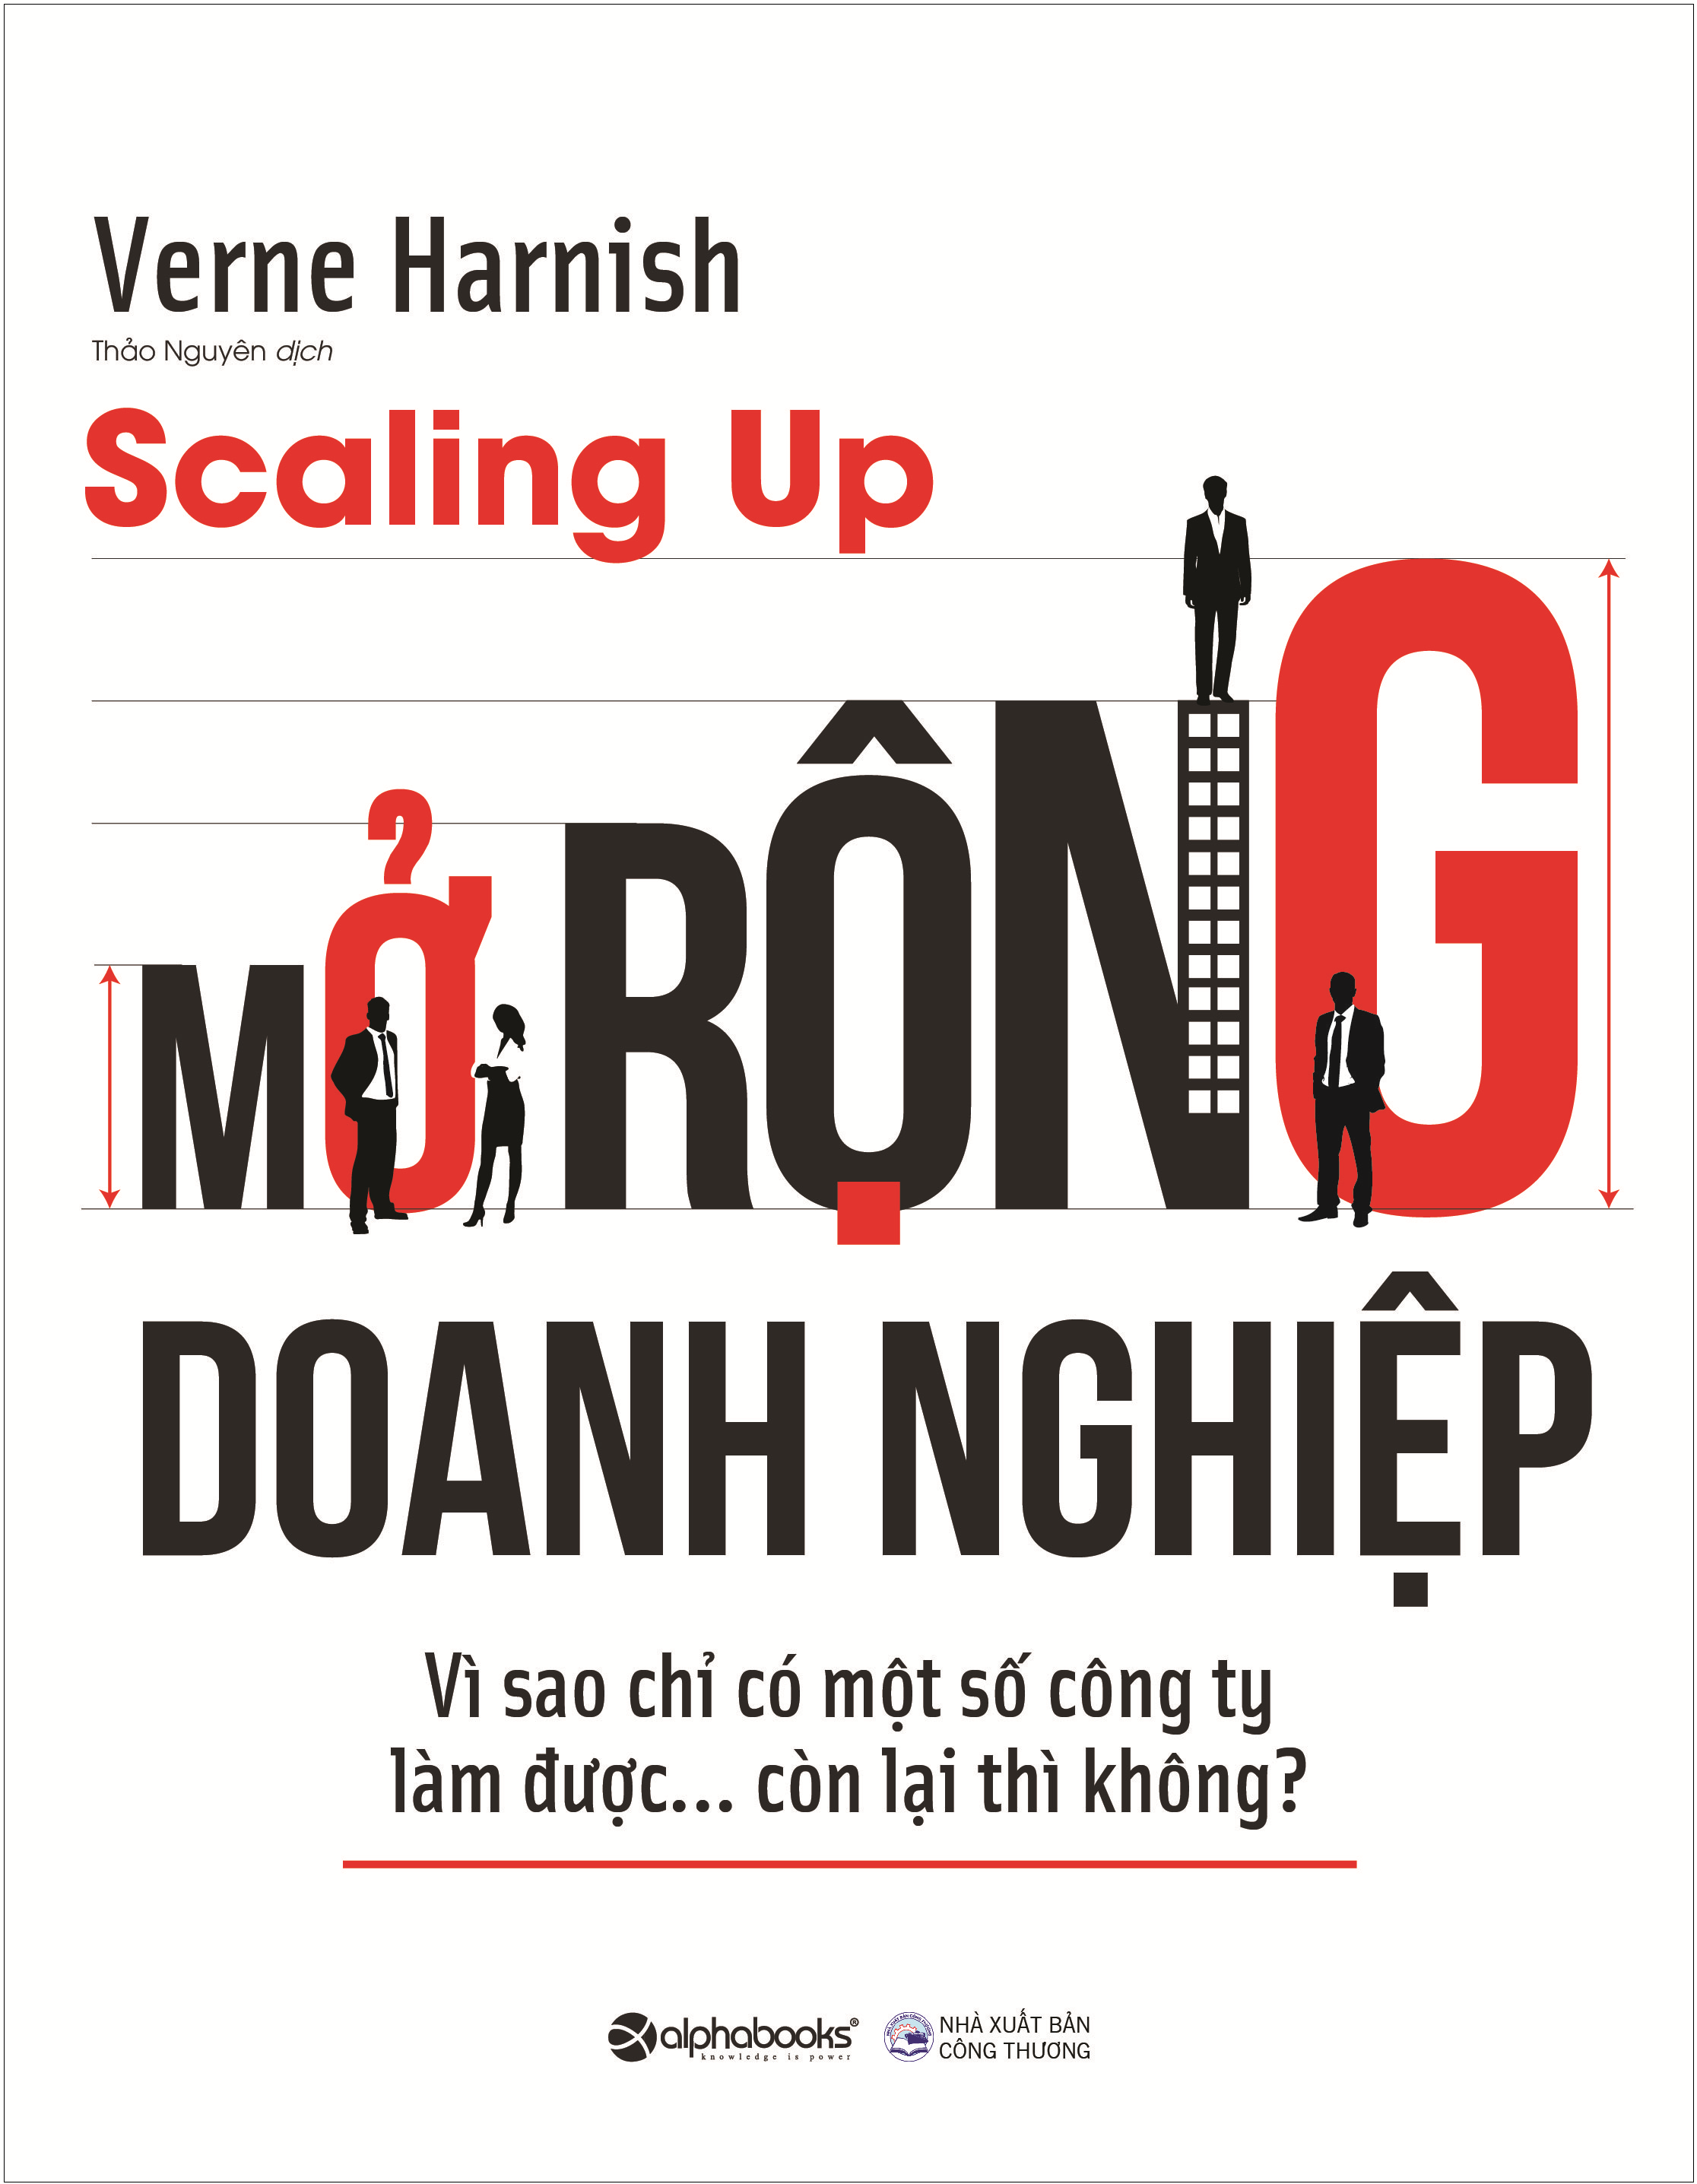 Verne Harnish
Thảo Nguyên dịch
Scaling Up
MỞ RỘNG
DOANH NGHIỆP
Vì sao chỉ có một số công ty
làm được... còn lại thì không?
alphabooks®
knowledge is power
NHÀ XUẤT BẢN
CÔNG THƯƠNG